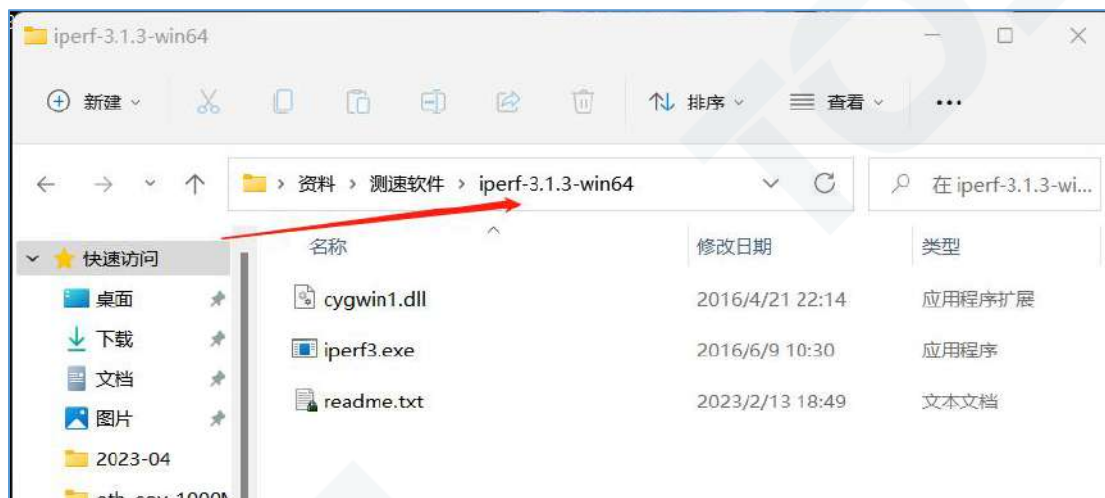 iperf-3.1.3-win64
新建
排序
查看
资料 > 测速软件 > iperf-3.1.3-win64
在 iperf-3.1.3-wi...
快速访问
名称
修改日期
类型
桌面
cygwin1.dll
2016/4/21 22:14
应用程序扩展
下载
iperf3.exe
2016/6/9 10:30
应用程序
文档
readme.txt
2023/2/13 18:49
文本文档
图片
2023-04